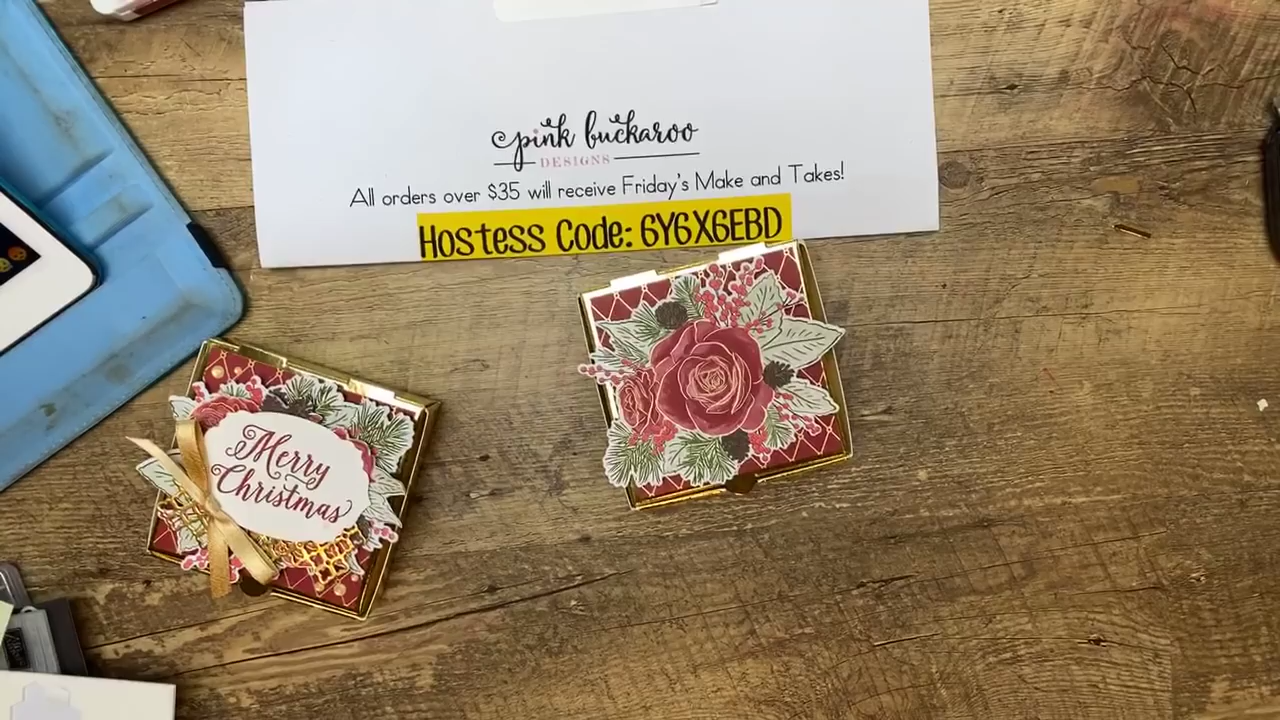 pink buckaroo
DESIGNS
All orders over $35 will receive Friday's Make and Takes!
Hostess Code: 6Y6X6EBD
Merry
Christmas